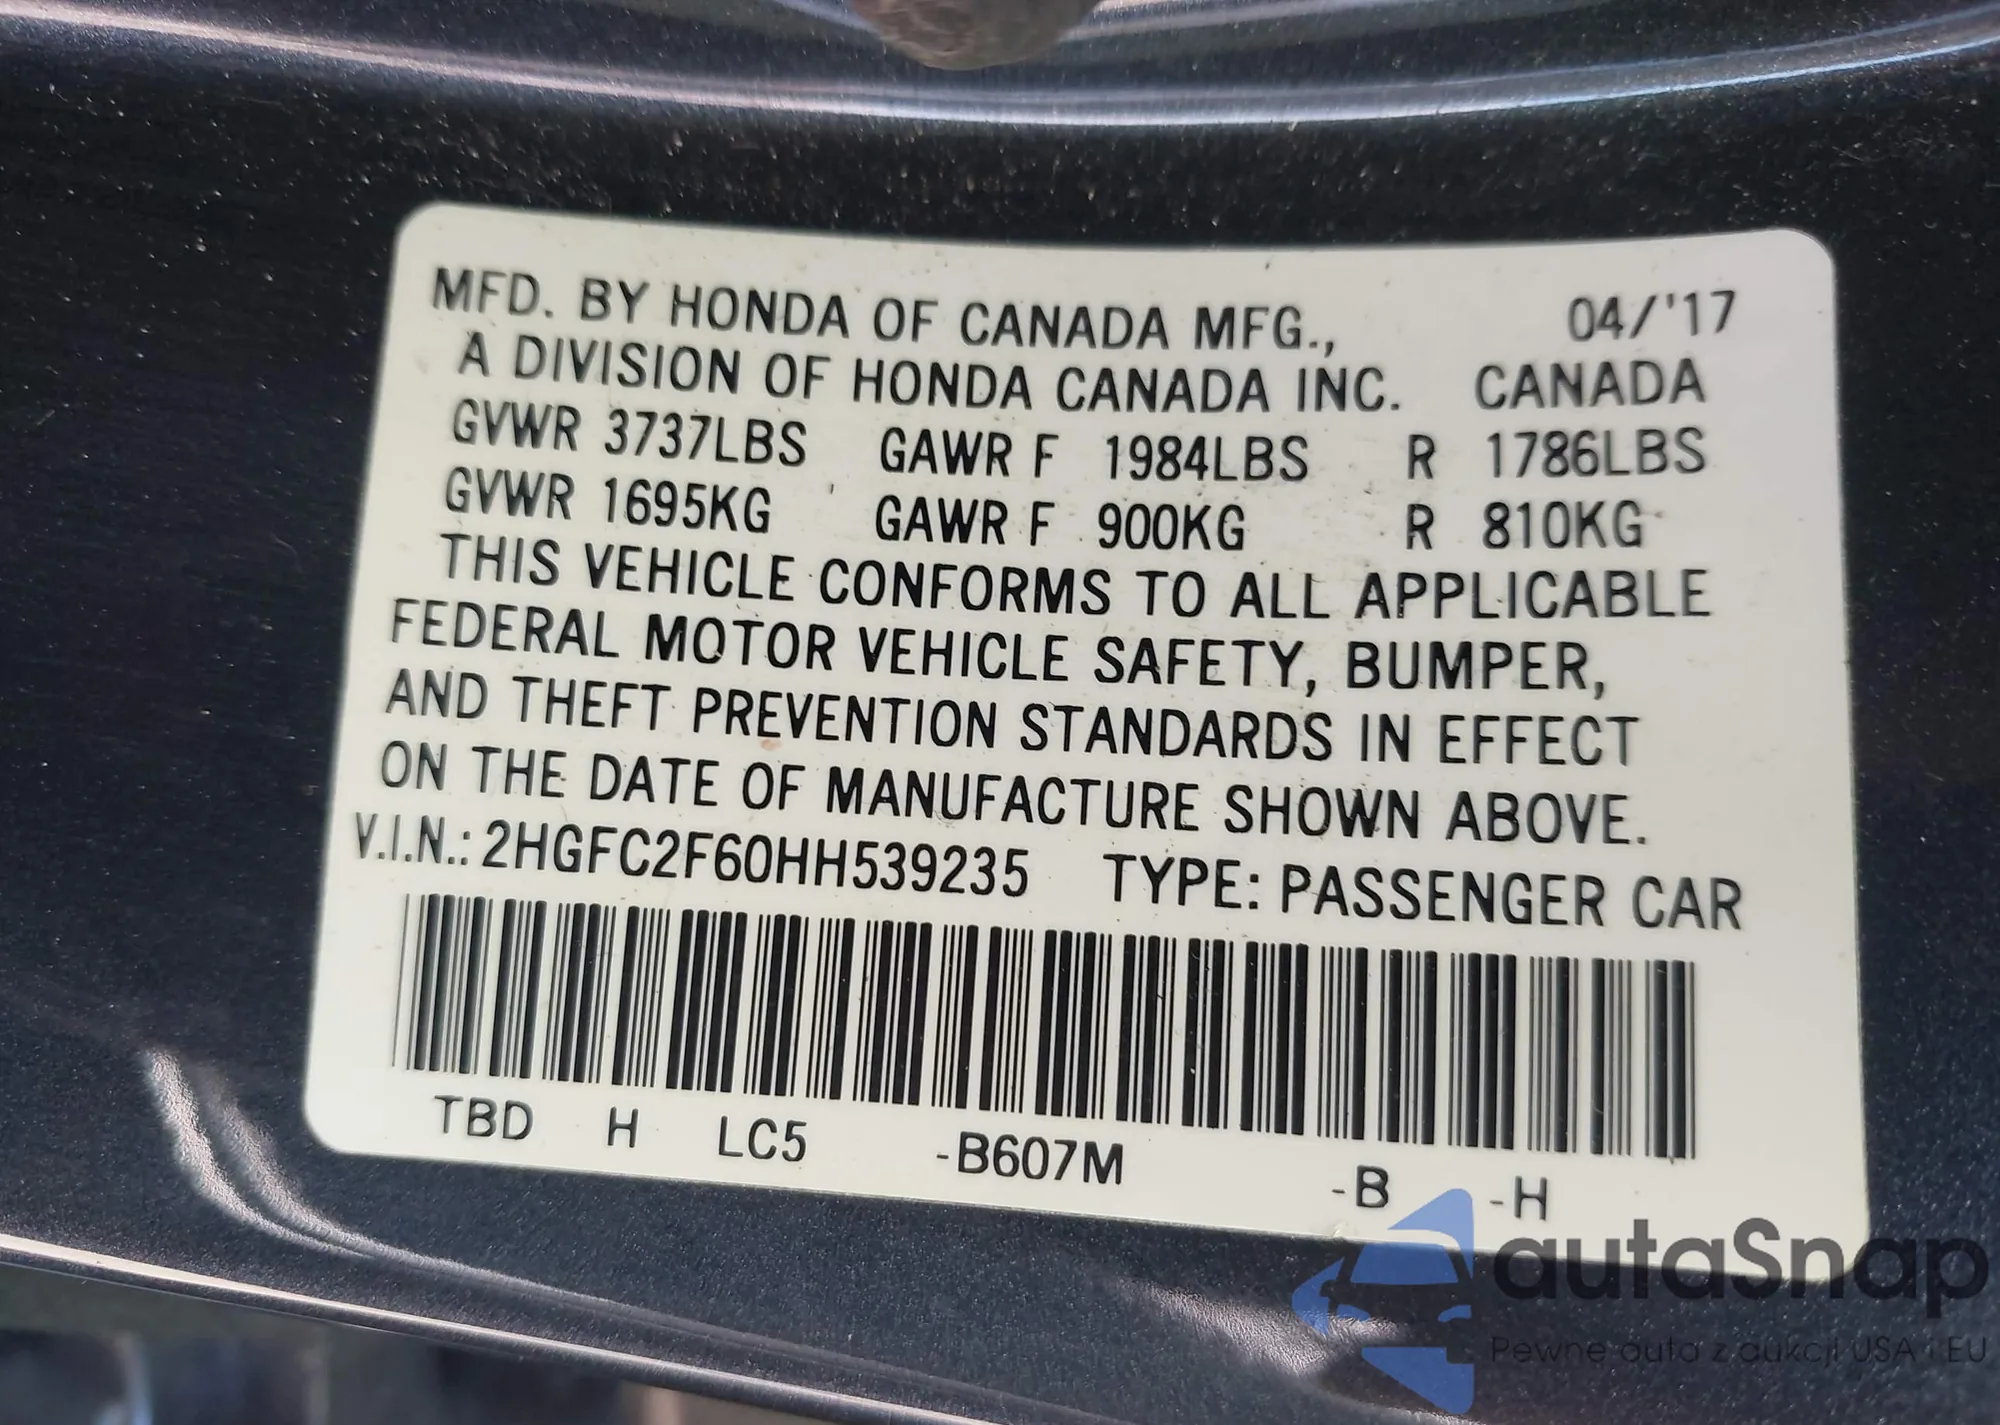 MFD. BY HONDA OF CANADA MFG., 04/'17
A DIVISION OF HONDA CANADA INC. CANADA
GVWR 3737LBS GAWR F 1984LBS R 1786LBS
GVWR 1695KG GAWR F 900KG R 810KG
THIS VEHICLE CONFORMS TO ALL APPLICABLE
FEDERAL MOTOR VEHICLE SAFETY, BUMPER,
AND THEFT PREVENTION STANDARDS IN EFFECT
ON THE DATE OF MANUFACTURE SHOWN ABOVE.
V.I.N.: 2HGFC2F60HH539235 TYPE: PASSENGER CAR
TBD H LC5 -B607M -B -H
autaSnap
Pewne auta z aukcji USA i EU